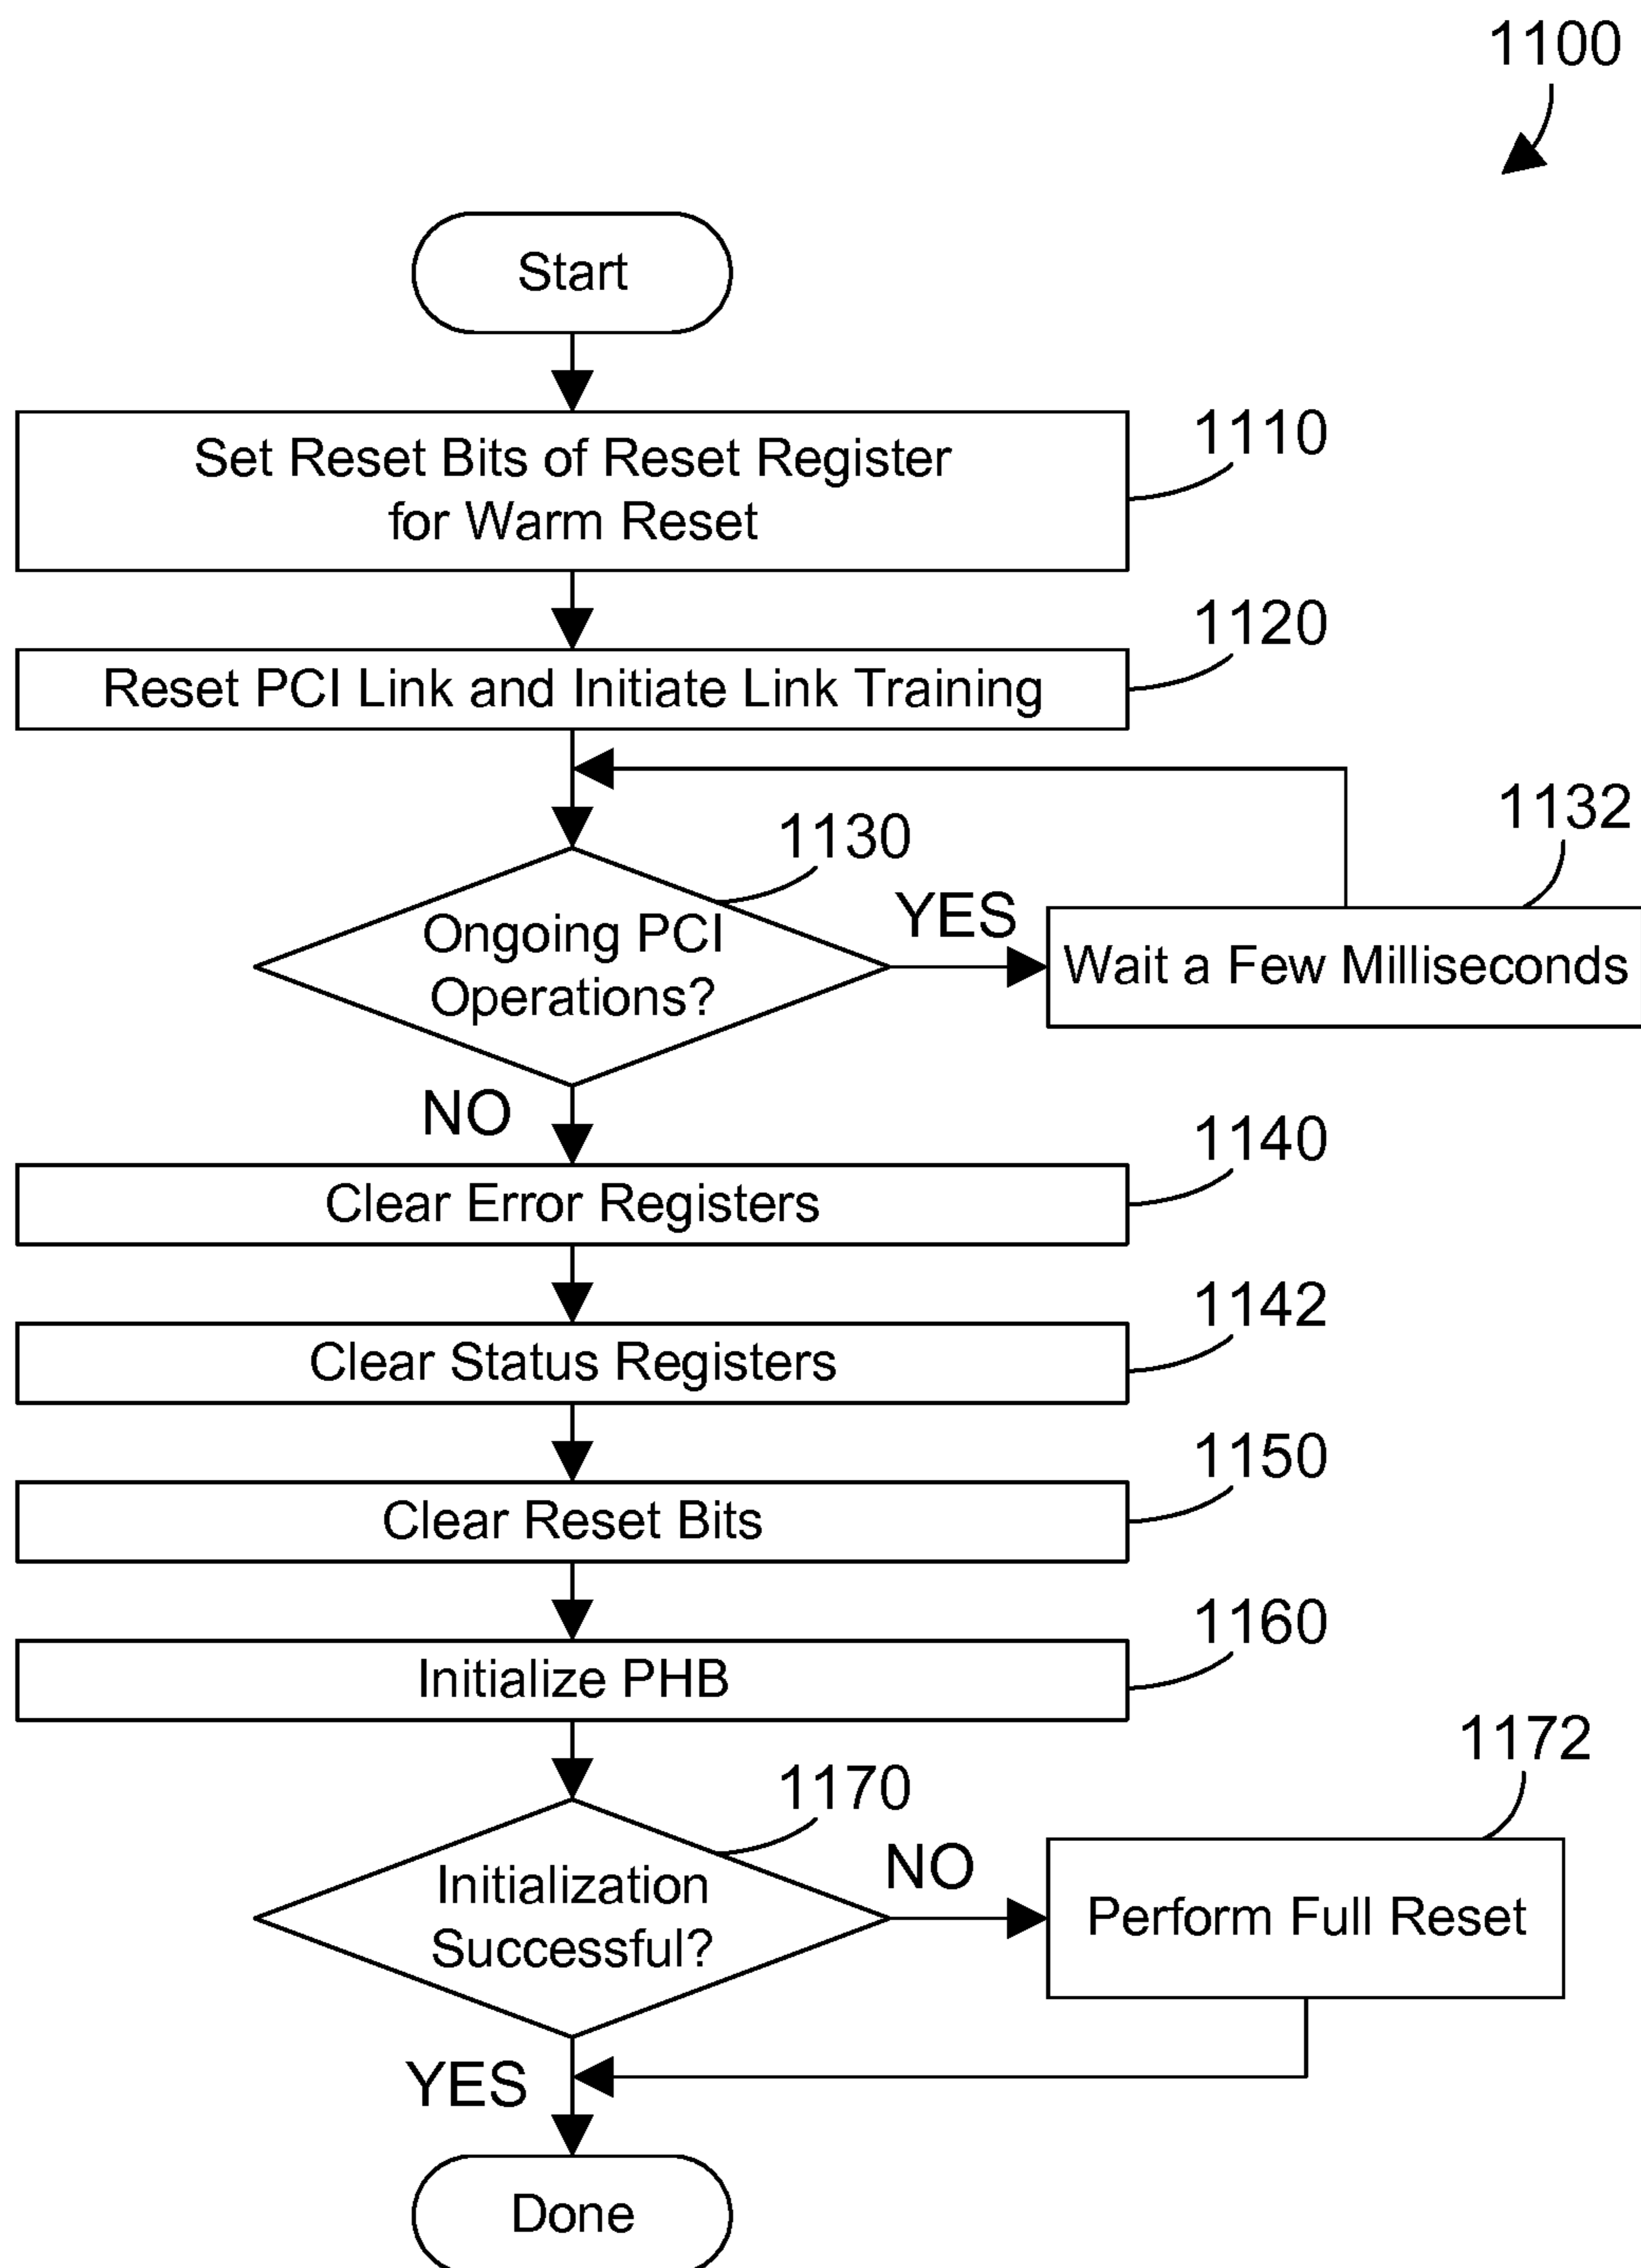 1100
Start
Set Reset Bits of Reset Register
for Warm Reset
1110
Reset PCI Link and Initiate Link Training
1120
Ongoing PCI
Operations?
1130
YES
Wait a Few Milliseconds
1132
NO
Clear Error Registers
1140
Clear Status Registers
1142
Clear Reset Bits
1150
Initialize PHB
1160
Initialization
Successful?
1170
NO
Perform Full Reset
1172
YES
Done